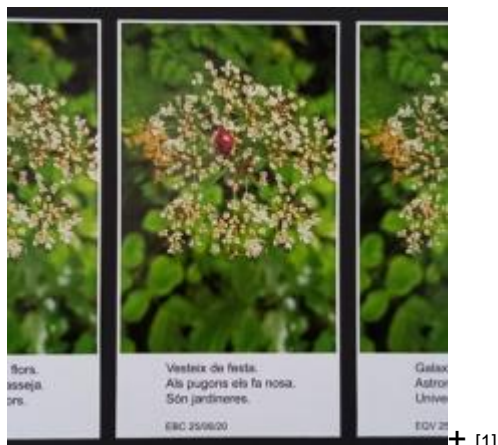 flors.
asseja.
ors.
Vesteix de festa.
Als pugons els fa nosa.
Són jardineres.
EBC 25/06/20
Galax
Astron
Unive
EGV 25
+ [1]